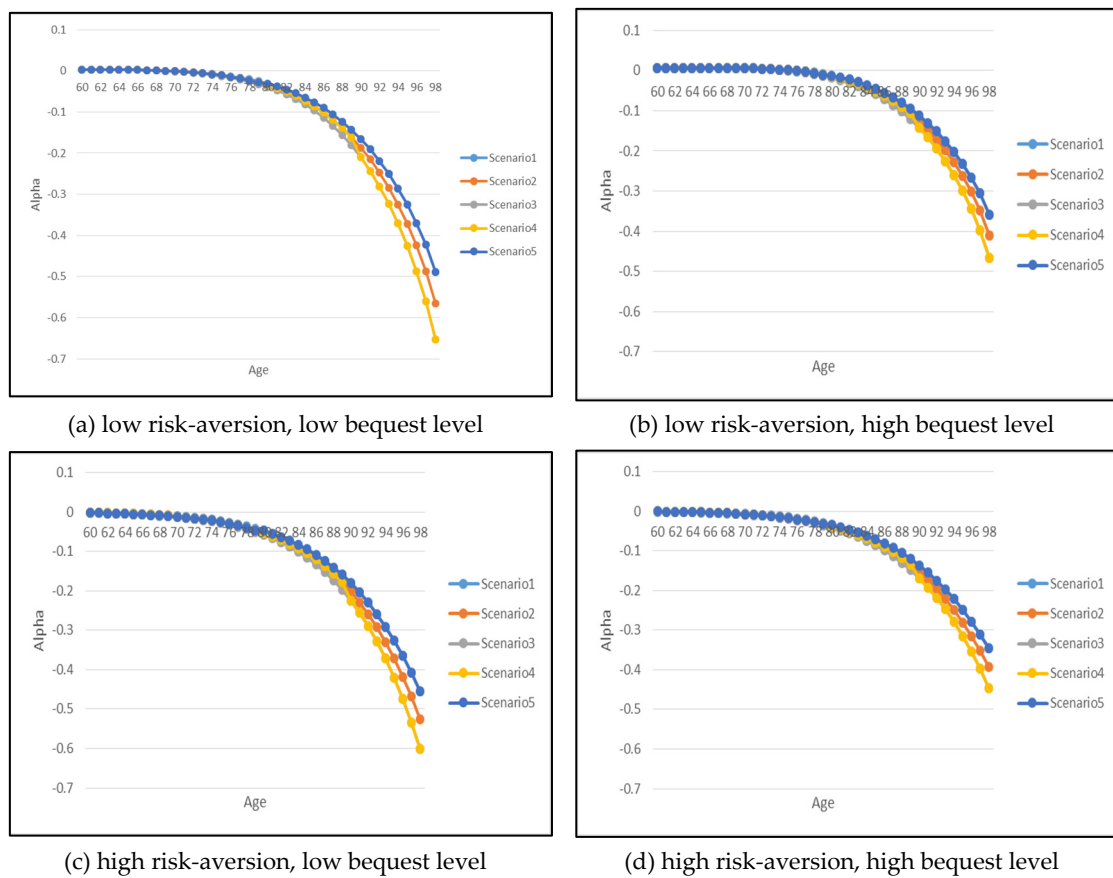 0.1
0
-0.1
-0.2
-0.3
-0.4
-0.5
-0.6
-0.7
60 62 64 66 68 70 72 74 76 78 80 82 84 86 88 90 92 94 96 98
Alpha
Age
Scenario1
Scenario2
Scenario3
Scenario4
Scenario5
(a) low risk-aversion, low bequest level
0.1
0
-0.1
-0.2
-0.3
-0.4
-0.5
-0.6
-0.7
60 62 64 66 68 70 72 74 76 78 80 82 84 86 88 90 92 94 96 98
Alpha
Age
Scenario1
Scenario2
Scenario3
Scenario4
Scenario5
(b) low risk-aversion, high bequest level
0.1
0
-0.1
-0.2
-0.3
-0.4
-0.5
-0.6
-0.7
60 62 64 66 68 70 72 74 76 78 80 82 84 86 88 90 92 94 96 98
Alpha
Age
Scenario1
Scenario2
Scenario3
Scenario4
Scenario5
(c) high risk-aversion, low bequest level
0.1
0
-0.1
-0.2
-0.3
-0.4
-0.5
-0.6
-0.7
60 62 64 66 68 70 72 74 76 78 80 82 84 86 88 90 92 94 96 98
Alpha
Age
Scenario1
Scenario2
Scenario3
Scenario4
Scenario5
(d) high risk-aversion, high bequest level